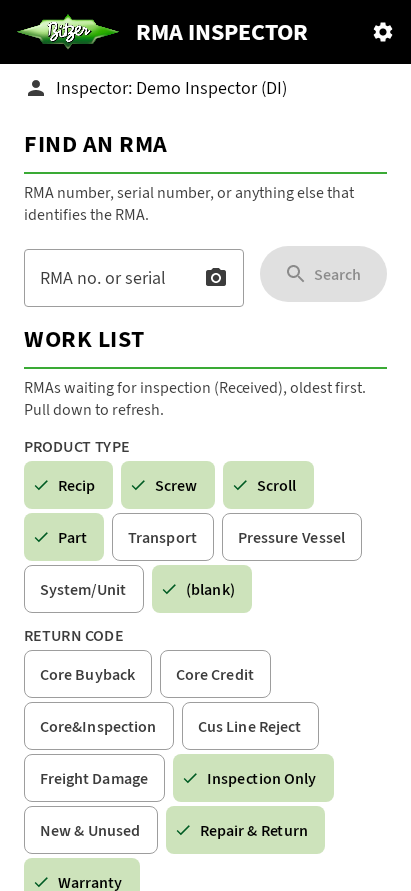 Bitzer RMA INSPECTOR
Inspector: Demo Inspector (DI)
FIND AN RMA
RMA number, serial number, or anything else that
identifies the RMA.
RMA no. or serial
Search
WORK LIST
RMAs waiting for inspection (Received), oldest first.
Pull down to refresh.
PRODUCT TYPE
Recip Screw Scroll
Part Transport Pressure Vessel
System/Unit (blank)
RETURN CODE
Core Buyback Core Credit
Core&Inspection Cus Line Reject
Freight Damage Inspection Only
New & Unused Repair & Return
Warranty